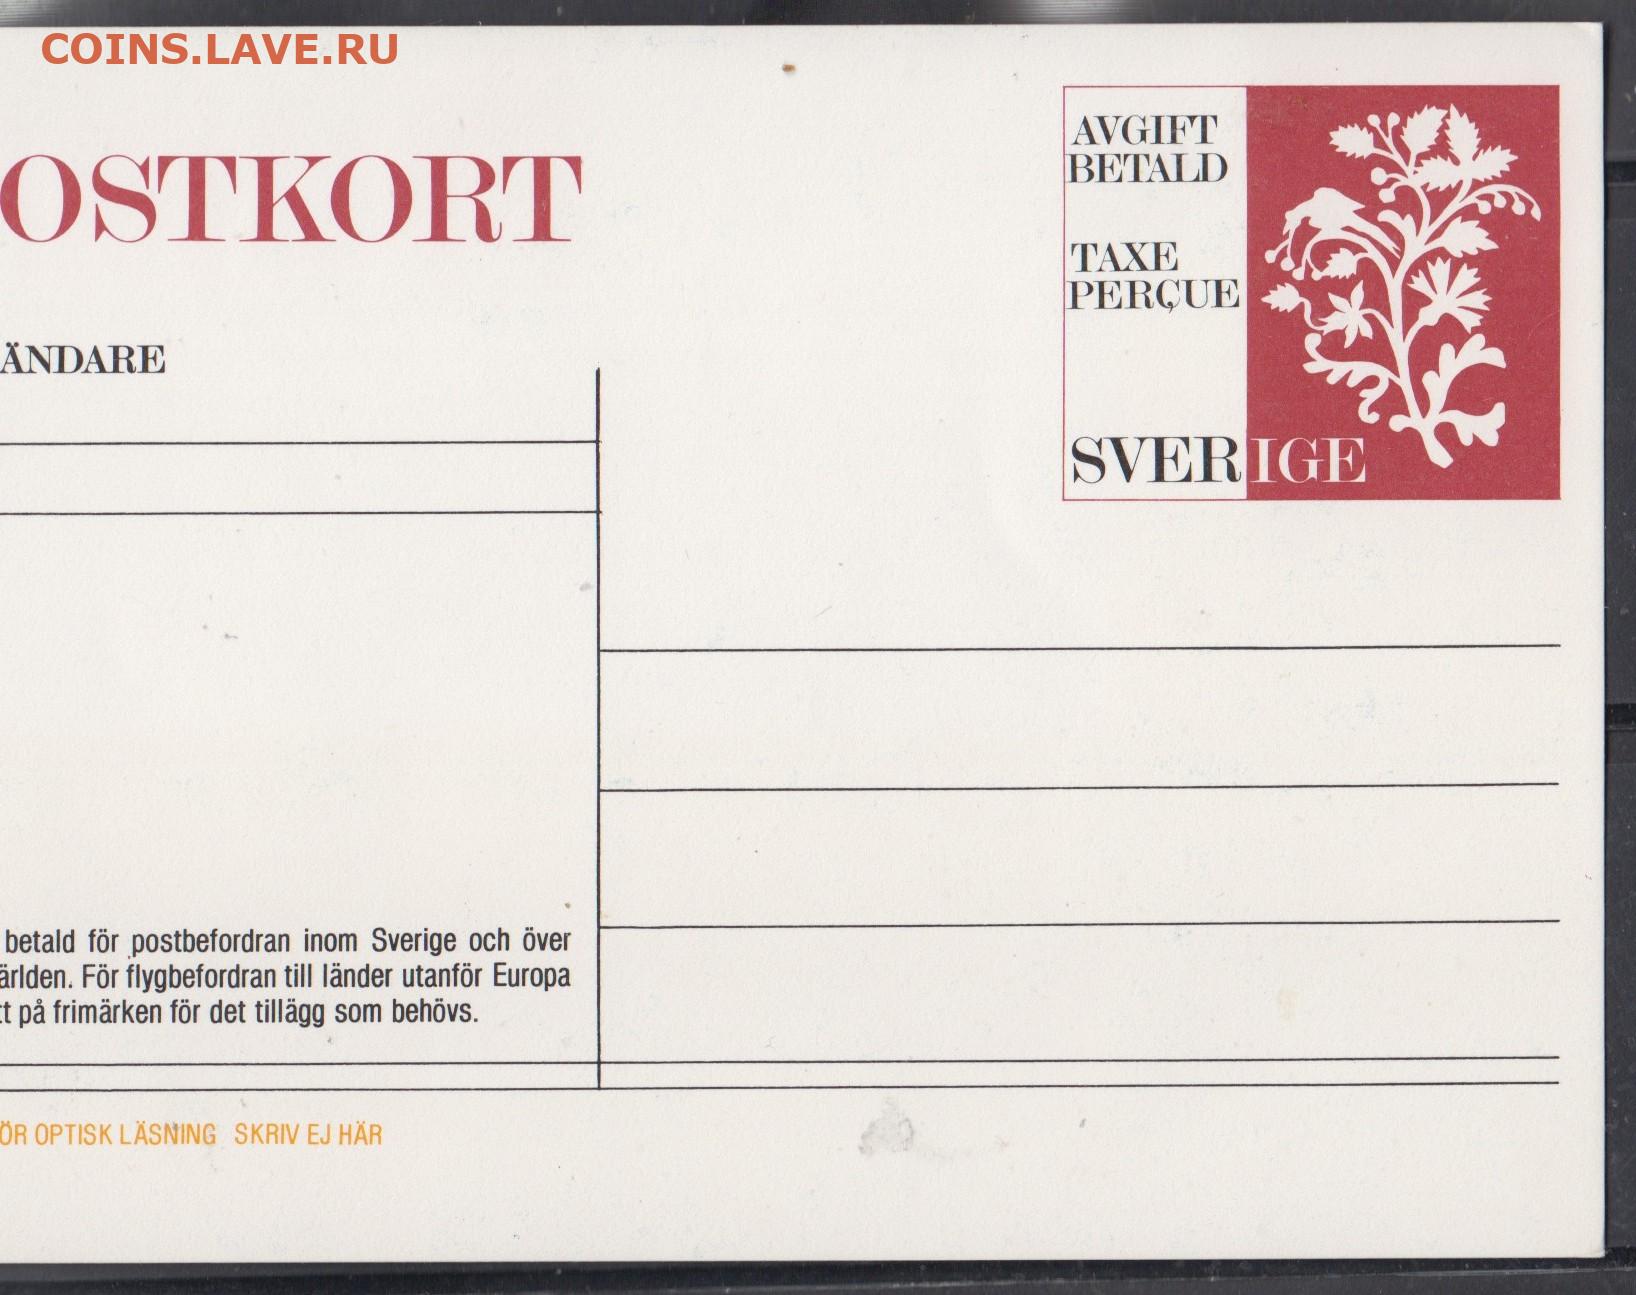 COINS.LAVE.RU
OSTKORT
AVGIFT
BETALD
TAXE
PERÇUE
SVERIGE
ÄNDARE
betald för postbefordran inom Sverige och över
ärlden. För flygbefordran till länder utanför Europa
tt på frimärken för det tillägg som behövs.
ÖR OPTISK LÄSNING SKRIV EJ HÄR